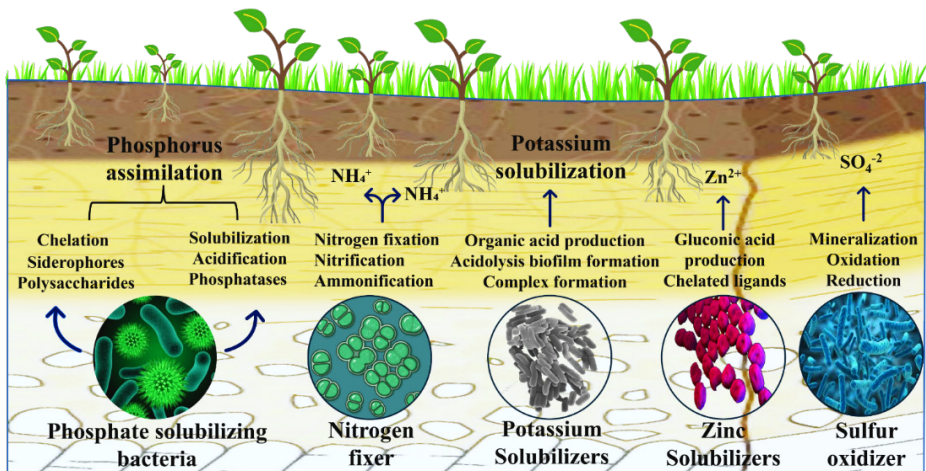 Phosphorus
assimilation
Chelation
Siderophores
Polysaccharides
Solubilization
Acidification
Phosphatases
Phosphate solubilizing
bacteria
NH₄⁺
NH₄⁺
Nitrogen fixation
Nitrification
Ammonification
Nitrogen
fixer
Potassium
solubilization
Organic acid production
Acidolysis biofilm formation
Complex formation
Potassium
Solubilizers
Zn²⁺
Gluconic acid
production
Chelated ligands
Zinc
Solubilizers
SO₄⁻²
Mineralization
Oxidation
Reduction
Sulfur
oxidizer